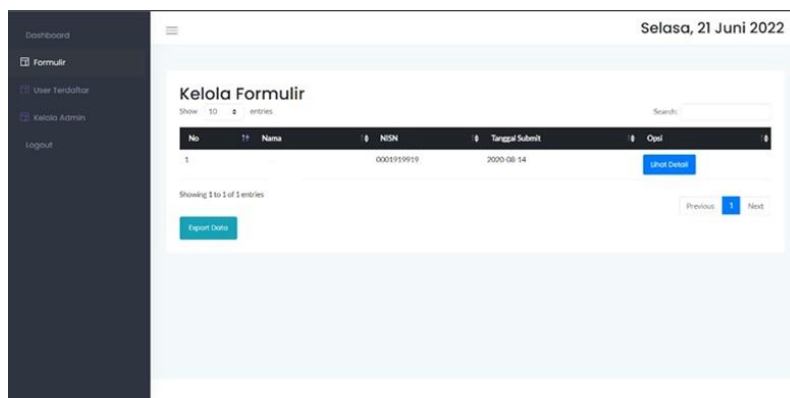 Dashboard
Selasa, 21 Juni 2022
Formulir
User Terdaftar
Kelola Admin
Logout
Kelola Formulir
Show 10 entries
Search:
No Nama NISN Tanggal Submit Opsi
1 0001919919 2020-08-14 Lihat Detail
Showing 1 to 1 of 1 entries
Previous 1 Next
Export Data